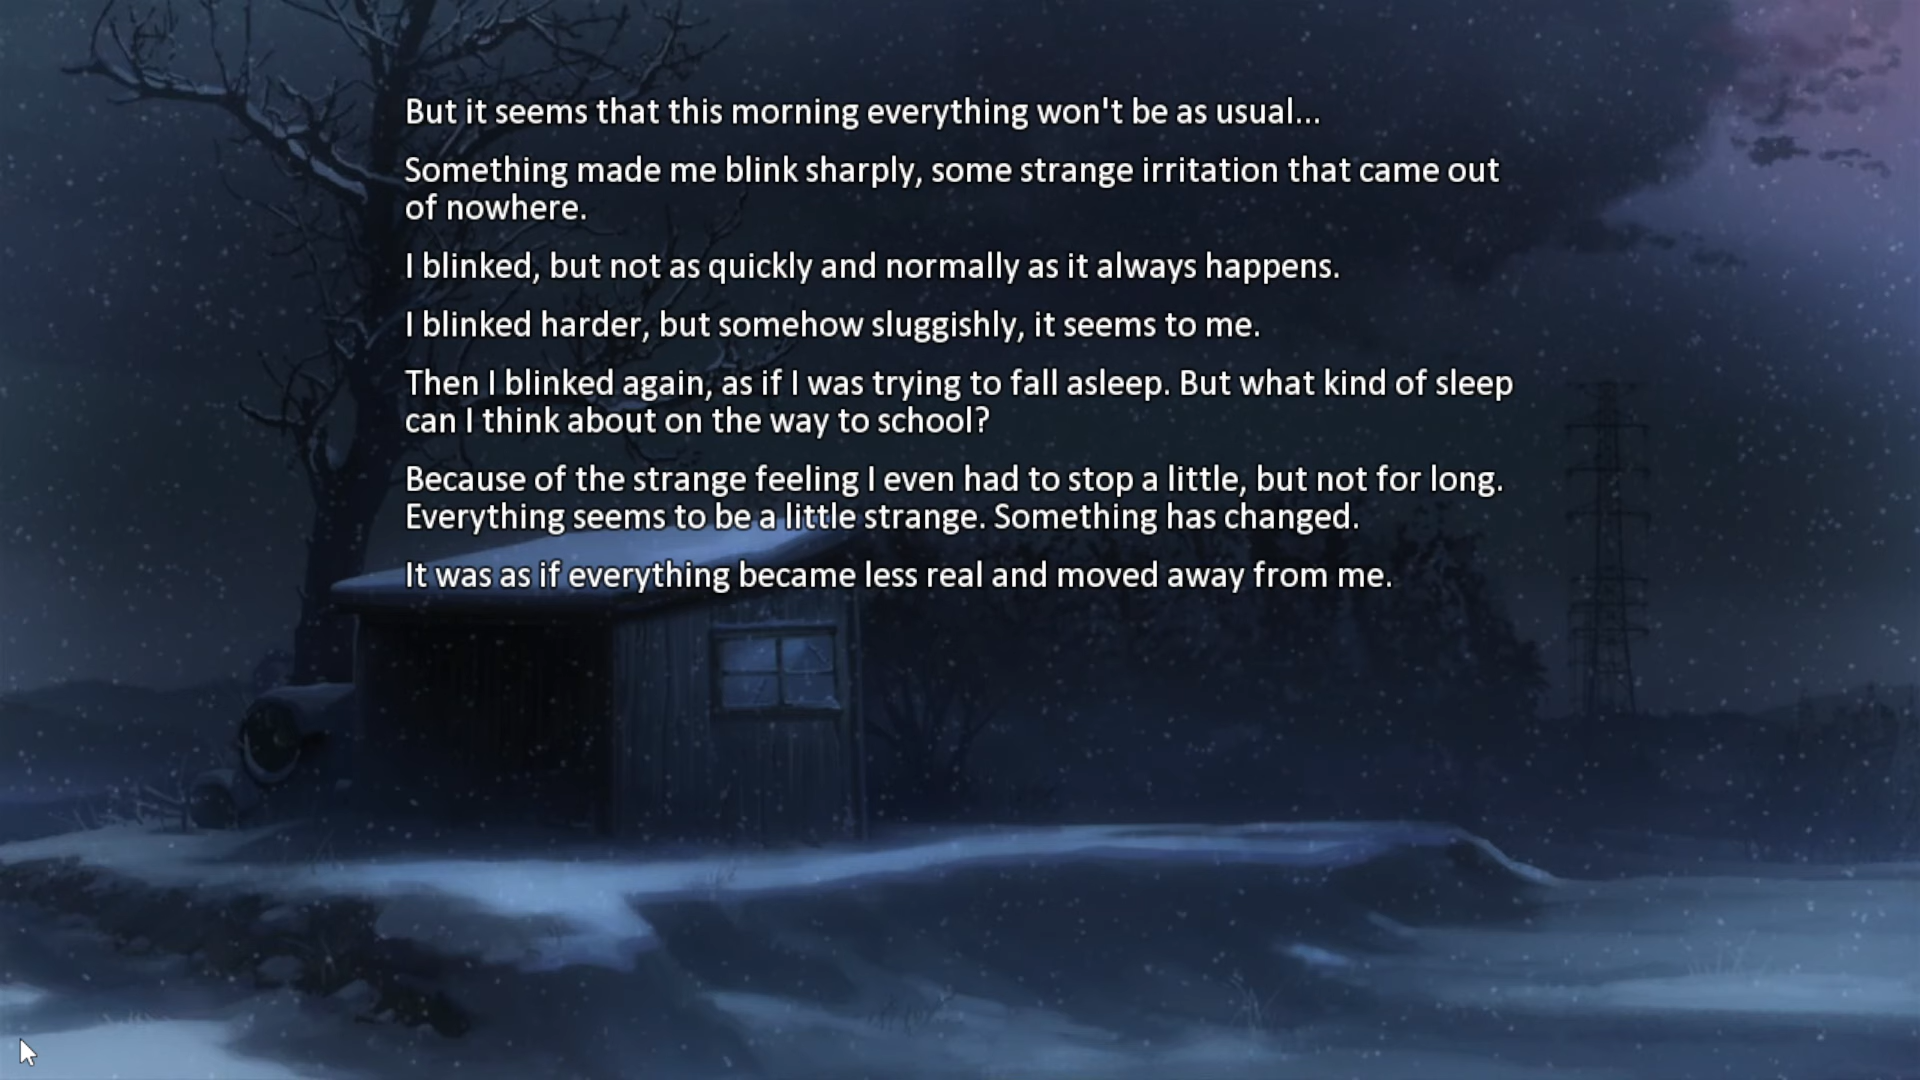 But it seems that this morning everything won't be as usual...
Something made me blink sharply, some strange irritation that came out
of nowhere.
I blinked, but not as quickly and normally as it always happens.
I blinked harder, but somehow sluggishly, it seems to me.
Then I blinked again, as if I was trying to fall asleep. But what kind of sleep
can I think about on the way to school?
Because of the strange feeling I even had to stop a little, but not for long.
Everything seems to be a little strange. Something has changed.
It was as if everything became less real and moved away from me.